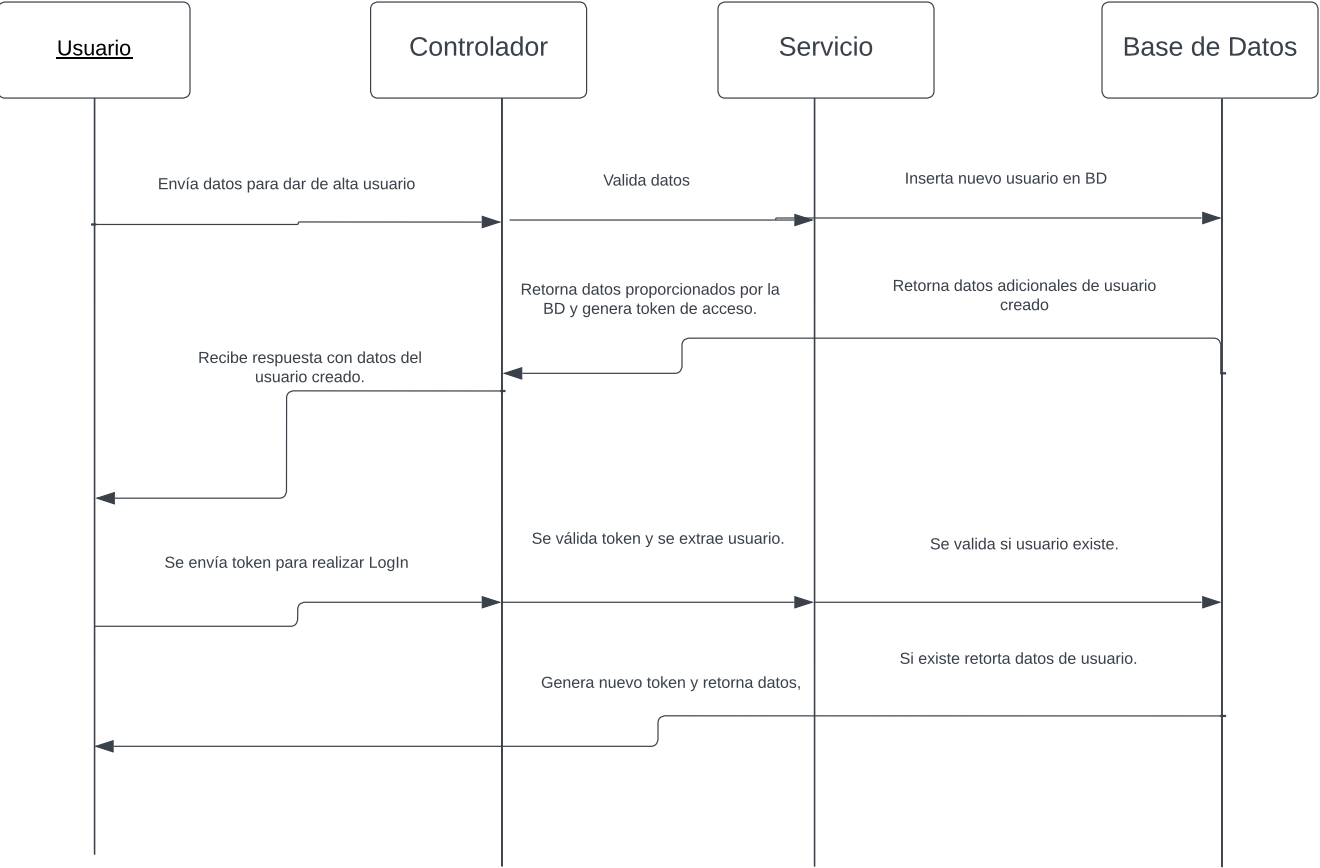 Usuario
Controlador
Servicio
Base de Datos
Envía datos para dar de alta usuario
Valida datos
Inserta nuevo usuario en BD
Retorna datos proporcionados por la
BD y genera token de acceso.
Retorna datos adicionales de usuario
creado
Recibe respuesta con datos del
usuario creado.
Se válida token y se extrae usuario.
Se valida si usuario existe.
Se envía token para realizar LogIn
Si existe retorta datos de usuario.
Genera nuevo token y retorna datos,